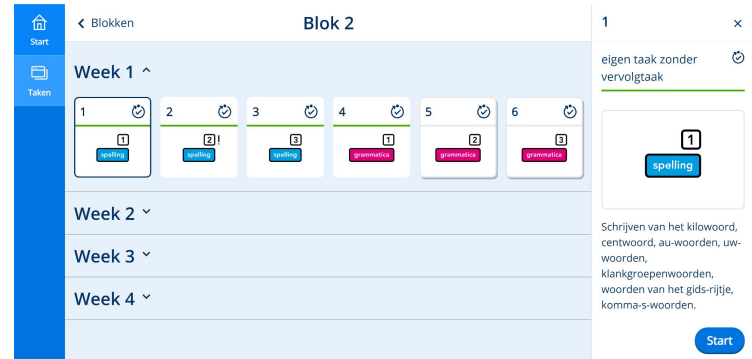 Start
Taken
Blokken
Blok 2
Week 1
1
2
3
4
5
6
1
spelling
2!
spelling
3
spelling
1
grammatica
2
grammatica
3
grammatica
Week 2
Week 3
Week 4
1
eigen taak zonder
vervolgtaak
1
spelling
Schrijven van het kilowoord,
centwoord, au-woorden, uw-
woorden,
klankgroepenwoorden,
woorden van het gids-rijtje,
komma-s-woorden.
Start